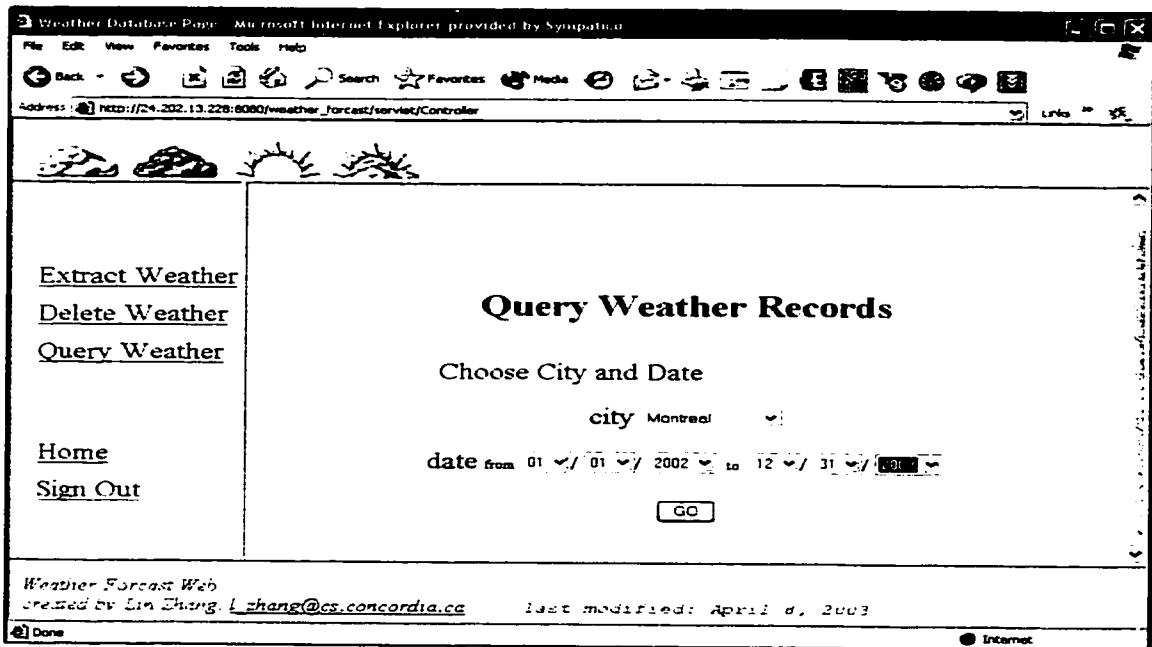 Weather Database Page - Microsoft Internet Explorer provided by Sympatico
File Edit View Favorites Tools Help
Back Search Favorites Media
Address http://24.202.13.228:8080/weather_forcast/servlet/Controller Links
Extract Weather
Delete Weather
Query Weather
Home
Sign Out
Query Weather Records
Choose City and Date
city Montreal
date from 01 / 01 / 2002 to 12 / 31 /
GO
Weather Forcast Web
created by Lin Zhang, l_zhang@cs.concordia.ca last modified: April 8, 2003
Done Internet